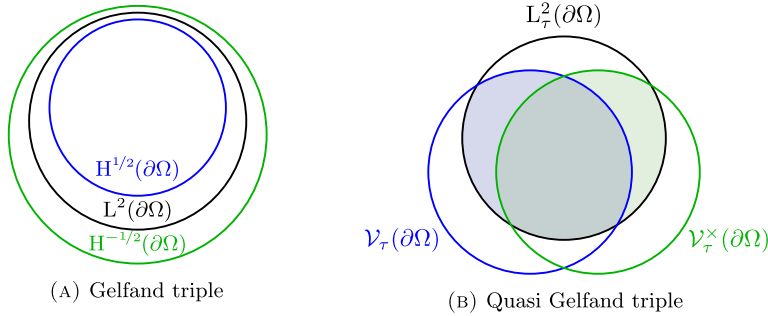 H^{1/2}(∂Ω)
L^2(∂Ω)
H^{−1/2}(∂Ω)
(A) Gelfand triple
L^2_τ(∂Ω)
𝒱_τ(∂Ω)
𝒱^×_τ(∂Ω)
(B) Quasi Gelfand triple